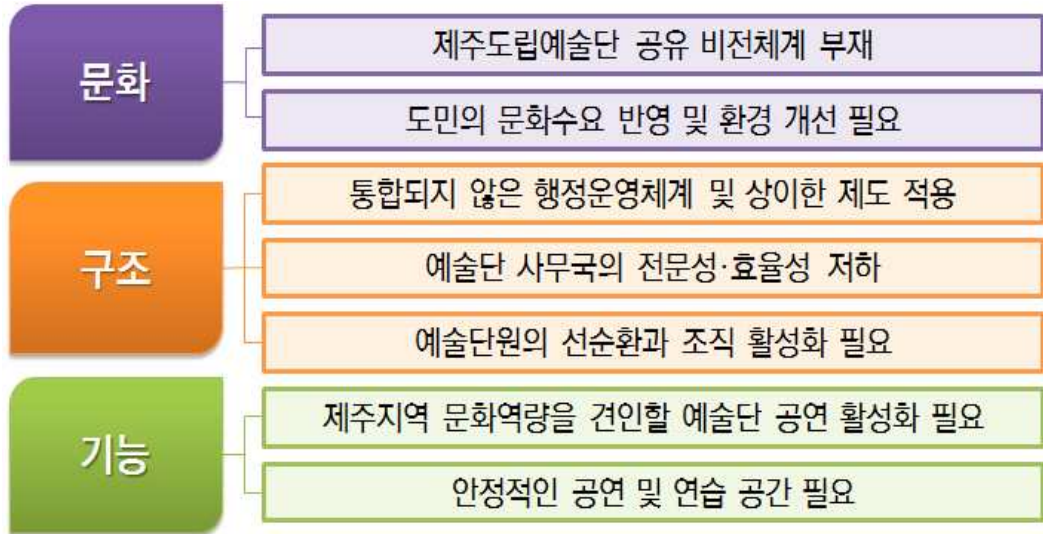 문화
제주도립예술단 공유 비전체계 부재
도민의 문화수요 반영 및 환경 개선 필요
구조
통합되지 않은 행정운영체계 및 상이한 제도 적용
예술단 사무국의 전문성·효율성 저하
예술단원의 선순환과 조직 활성화 필요
기능
제주지역 문화역량을 견인할 예술단 공연 활성화 필요
안정적인 공연 및 연습 공간 필요